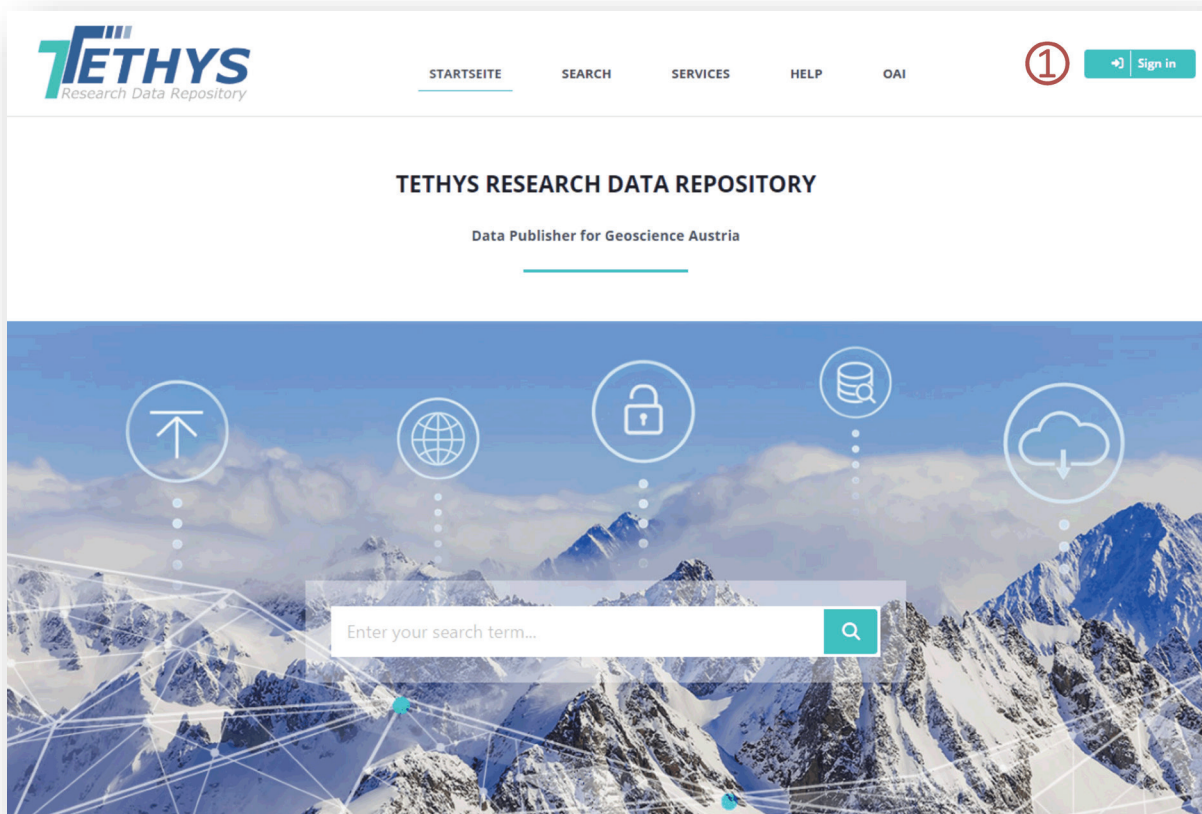 TETHYS
Research Data Repository
STARTSEITE SEARCH SERVICES HELP OAI
① Sign in
TETHYS RESEARCH DATA REPOSITORY
Data Publisher for Geoscience Austria
Enter your search term...